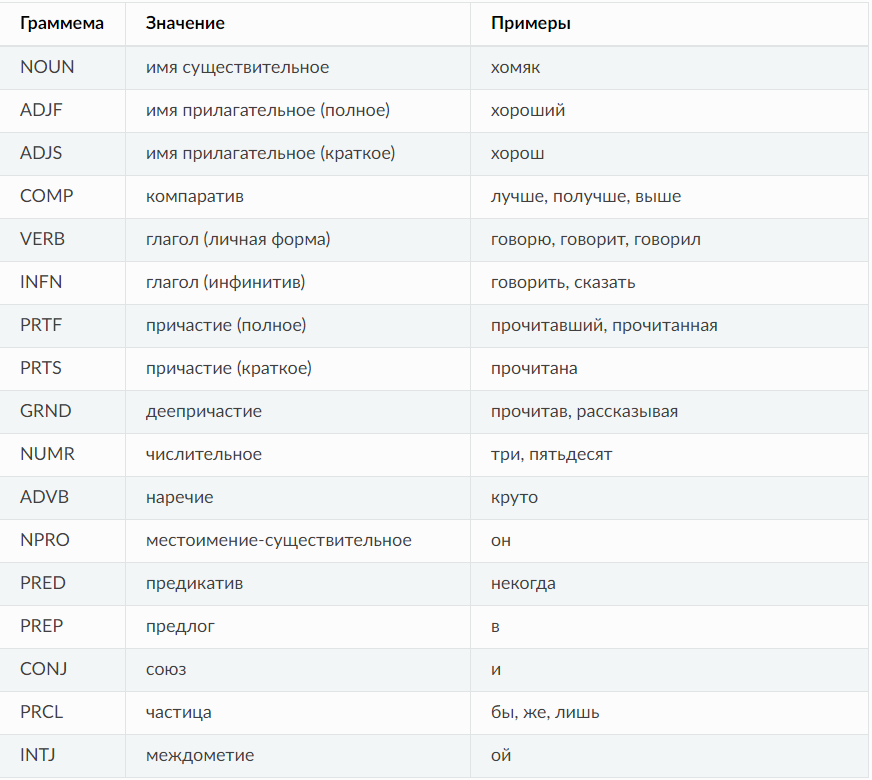 Граммема Значение Примеры
NOUN имя существительное хомяк
ADJF имя прилагательное (полное) хороший
ADJS имя прилагательное (краткое) хорош
COMP компаратив лучше, получше, выше
VERB глагол (личная форма) говорю, говорит, говорил
INFN глагол (инфинитив) говорить, сказать
PRTF причастие (полное) прочитавший, прочитанная
PRTS причастие (краткое) прочитана
GRND деепричастие прочитав, рассказывая
NUMR числительное три, пятьдесят
ADVB наречие круто
NPRO местоимение-существительное он
PRED предикатив некогда
PREP предлог в
CONJ союз и
PRCL частица бы, же, лишь
INTJ междометие ой